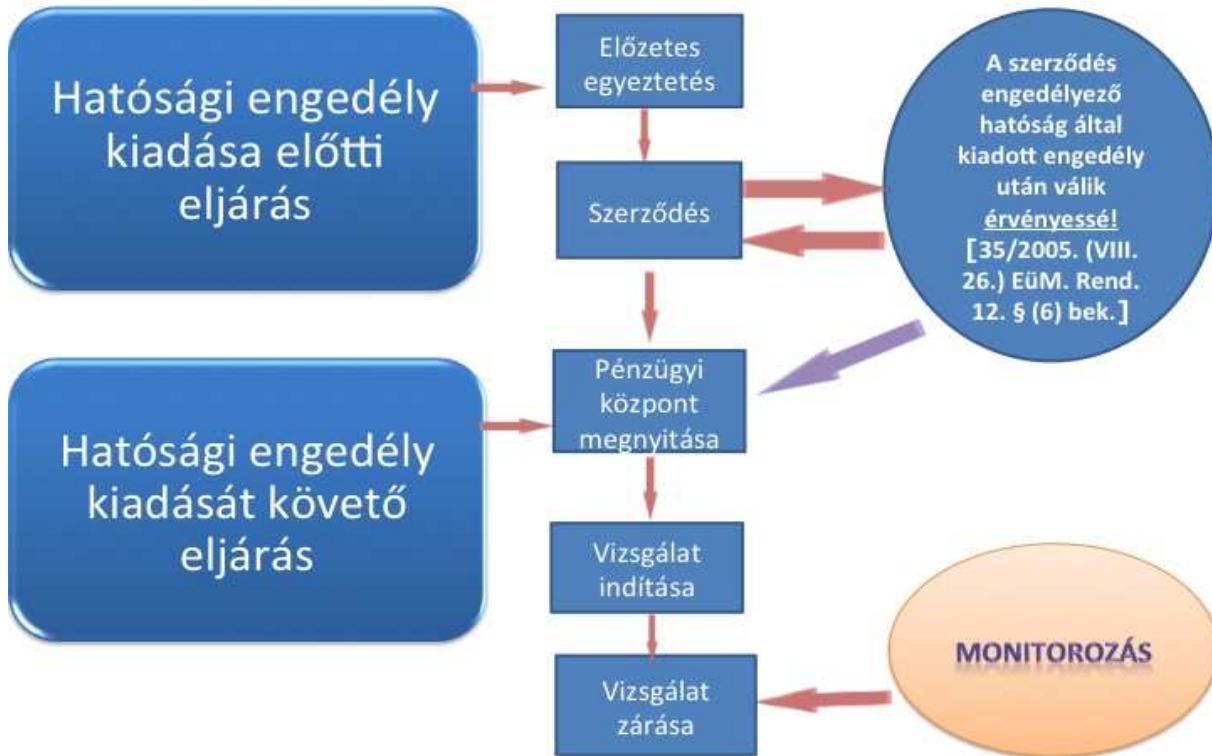 Hatósági engedély
kiadása előtti
eljárás
Előzetes
egyeztetés
Szerződés
A szerződés
engedélyező
hatóság által
kiadott engedély
után válik
érvényessé!
[35/2005. (VIII.
26.) EüM. Rend.
12. § (6) bek.]
Hatósági engedély
kiadását követő
eljárás
Pénzügyi
központ
megnyitása
Vizsgálat
indítása
Vizsgálat
zárása
MONITOROZÁS